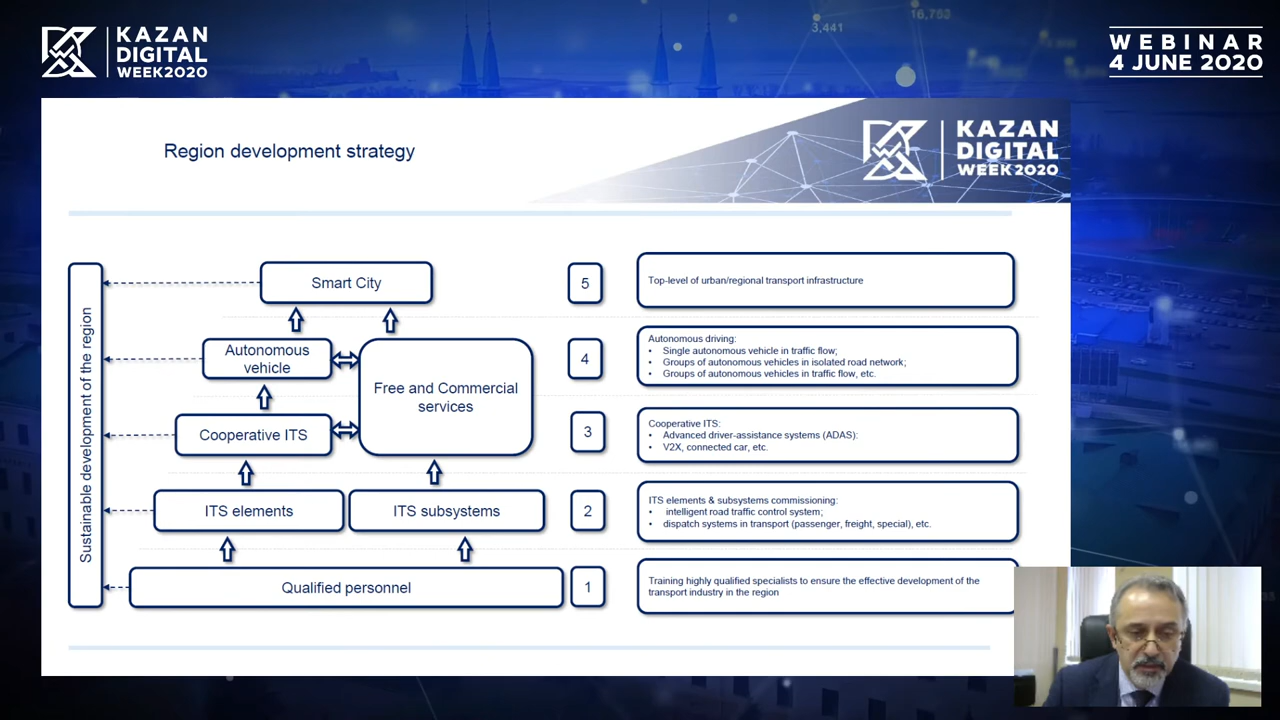 KAZAN
DIGITAL
WEEK2020
3,441
16,753
WEBINAR
4 JUNE 2020
Region development strategy
KAZAN
DIGITAL
WEEK2020
Sustainable development of the region
Smart City
5
Top-level of urban/regional transport infrastructure
Autonomous
vehicle
Free and Commercial
services
4
Autonomous driving:
• Single autonomous vehicle in traffic flow;
• Groups of autonomous vehicles in isolated road network;
• Groups of autonomous vehicles in traffic flow, etc.
Cooperative ITS
3
Cooperative ITS:
• Advanced driver-assistance systems (ADAS):
• V2X, connected car, etc.
ITS elements
ITS subsystems
2
ITS elements & subsystems commissioning:
• intelligent road traffic control system;
• dispatch systems in transport (passenger, freight, special), etc.
Qualified personnel
1
Training highly qualified specialists to ensure the effective development of the
transport industry in the region